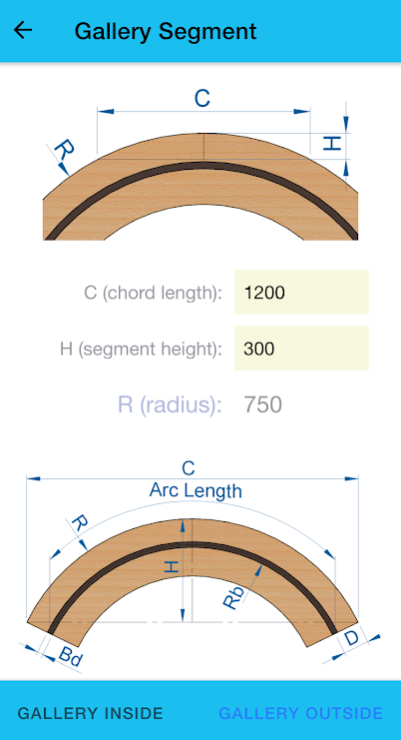 Gallery Segment
C
R
H
C (chord length): 1200
H (segment height): 300
R (radius): 750
C
Arc Length
R
H
Rb
D
Bd
GALLERY INSIDE GALLERY OUTSIDE